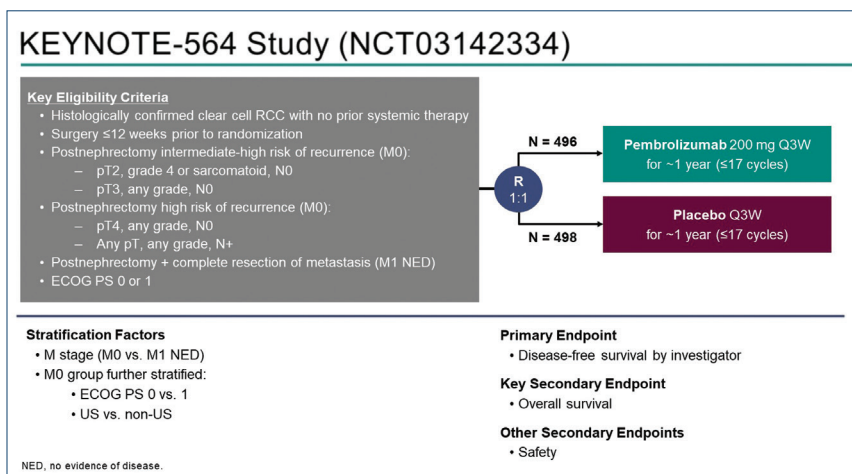 KEYNOTE-564 Study (NCT03142334)
Key Eligibility Criteria
• Histologically confirmed clear cell RCC with no prior systemic therapy
• Surgery ≤12 weeks prior to randomization
• Postnephrectomy intermediate-high risk of recurrence (M0):
– pT2, grade 4 or sarcomatoid, N0
– pT3, any grade, N0
• Postnephrectomy high risk of recurrence (M0):
– pT4, any grade, N0
– Any pT, any grade, N+
• Postnephrectomy + complete resection of metastasis (M1 NED)
• ECOG PS 0 or 1
R
1:1
N = 496
Pembrolizumab 200 mg Q3W
for ~1 year (≤17 cycles)
N = 498
Placebo Q3W
for ~1 year (≤17 cycles)
Stratification Factors
• M stage (M0 vs. M1 NED)
• M0 group further stratified:
• ECOG PS 0 vs. 1
• US vs. non-US
Primary Endpoint
• Disease-free survival by investigator
Key Secondary Endpoint
• Overall survival
Other Secondary Endpoints
• Safety
NED, no evidence of disease.